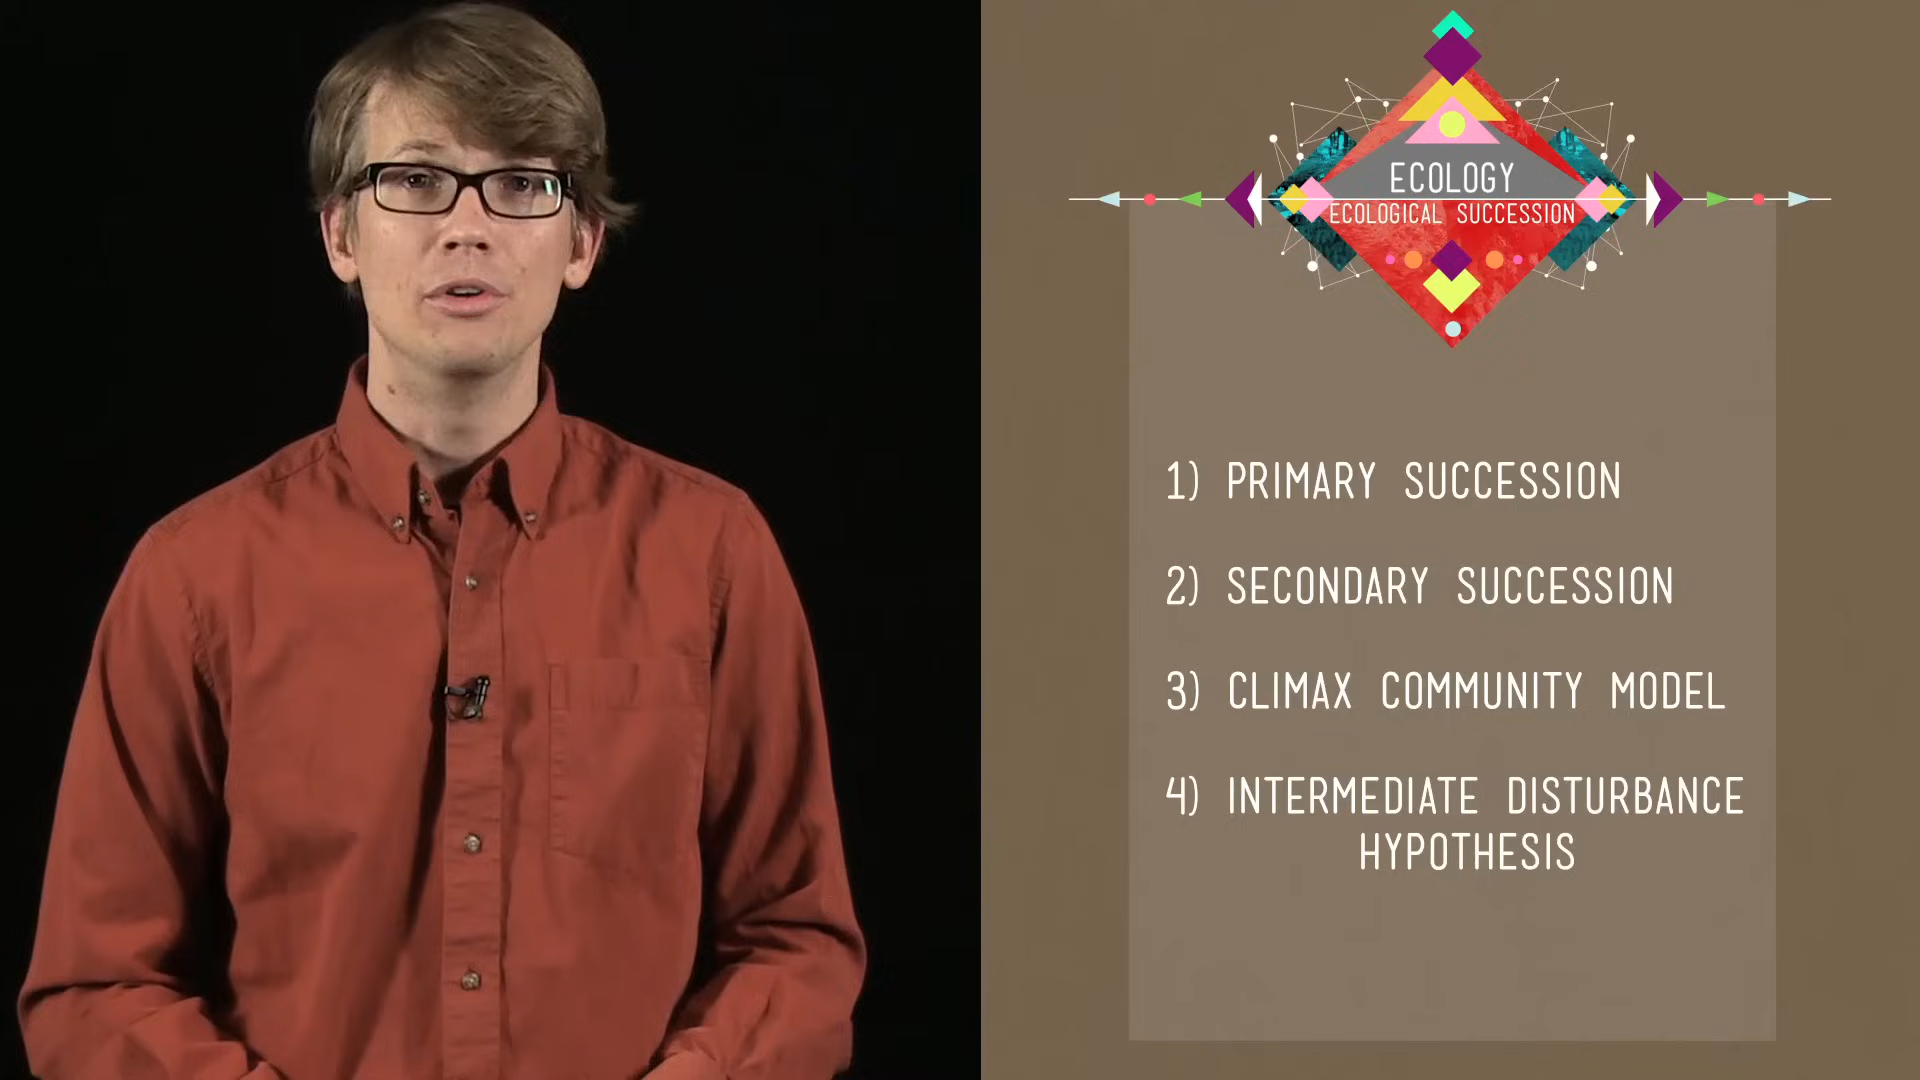 ECOLOGY
ECOLOGICAL SUCCESSION
1) PRIMARY SUCCESSION
2) SECONDARY SUCCESSION
3) CLIMAX COMMUNITY MODEL
4) INTERMEDIATE DISTURBANCE
HYPOTHESIS